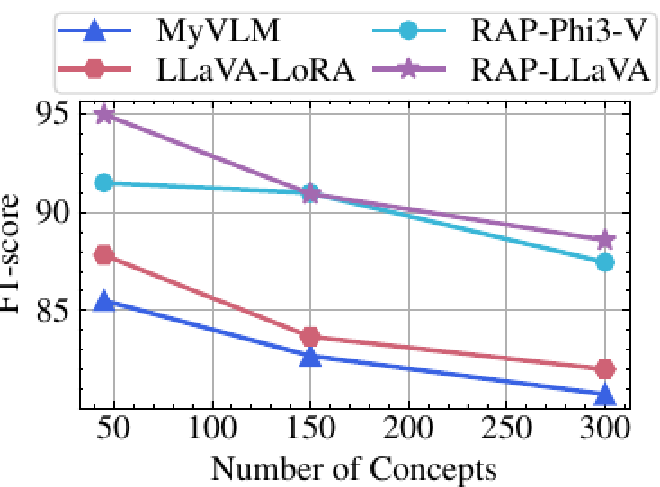 MyVLM RAP-Phi3-V
LLaVA-LoRA RAP-LLaVA
95
90
85
F1-score
50 100 150 200 250 300
Number of Concepts